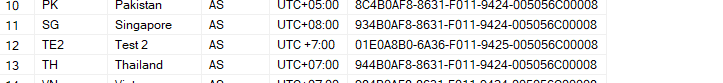 10 PK Pakistan AS UTC+05:00 8C4B0AF8-8631-F011-9424-005056C00008
11 SG Singapore AS UTC+08:00 934B0AF8-8631-F011-9424-005056C00008
12 TE2 Test 2 AS UTC +7:00 01E0A8B0-6A36-F011-9425-005056C00008
13 TH Thailand AS UTC+07:00 944B0AF8-8631-F011-9424-005056C00008